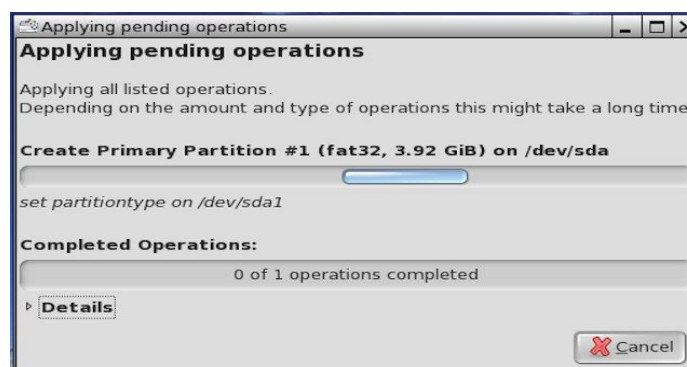 Applying pending operations
Applying pending operations
Applying all listed operations.
Depending on the amount and type of operations this might take a long time
Create Primary Partition #1 (fat32, 3.92 GiB) on /dev/sda
set partitiontype on /dev/sda1
Completed Operations:
0 of 1 operations completed
Details
Cancel